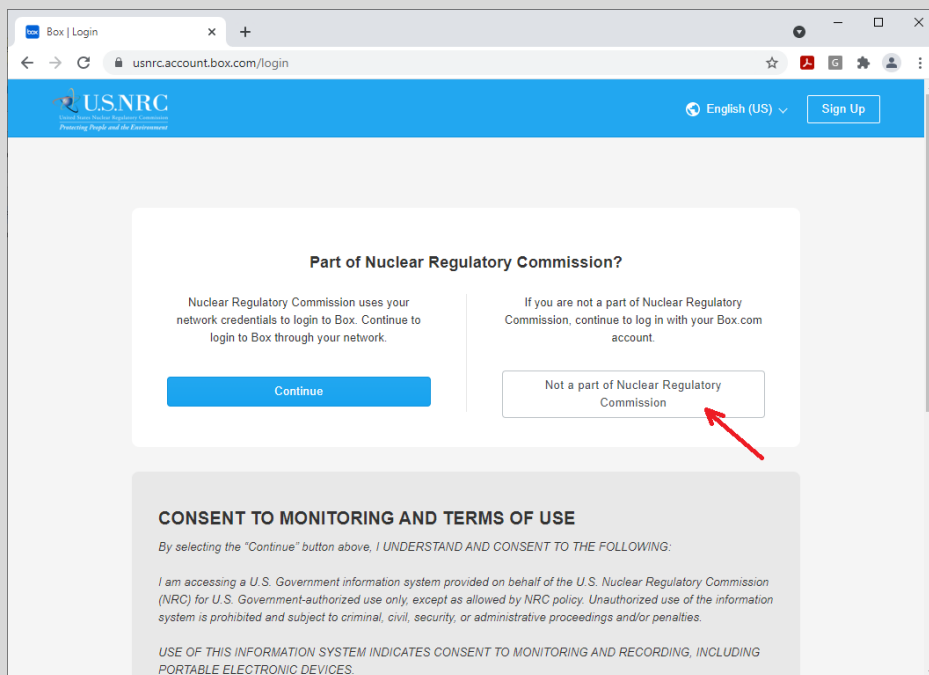 Box | Login
usnrc.account.box.com/login
U.S.NRC
United States Nuclear Regulatory Commission
Protecting People and the Environment
English (US)
Sign Up
Part of Nuclear Regulatory Commission?
Nuclear Regulatory Commission uses your
network credentials to login to Box. Continue to
login to Box through your network.
Continue
If you are not a part of Nuclear Regulatory
Commission, continue to log in with your Box.com
account.
Not a part of Nuclear Regulatory
Commission
CONSENT TO MONITORING AND TERMS OF USE
By selecting the “Continue” button above, I UNDERSTAND AND CONSENT TO THE FOLLOWING:
I am accessing a U.S. Government information system provided on behalf of the U.S. Nuclear Regulatory Commission
(NRC) for U.S. Government-authorized use only, except as allowed by NRC policy. Unauthorized use of the information
system is prohibited and subject to criminal, civil, security, or administrative proceedings and/or penalties.
USE OF THIS INFORMATION SYSTEM INDICATES CONSENT TO MONITORING AND RECORDING, INCLUDING
PORTABLE ELECTRONIC DEVICES.